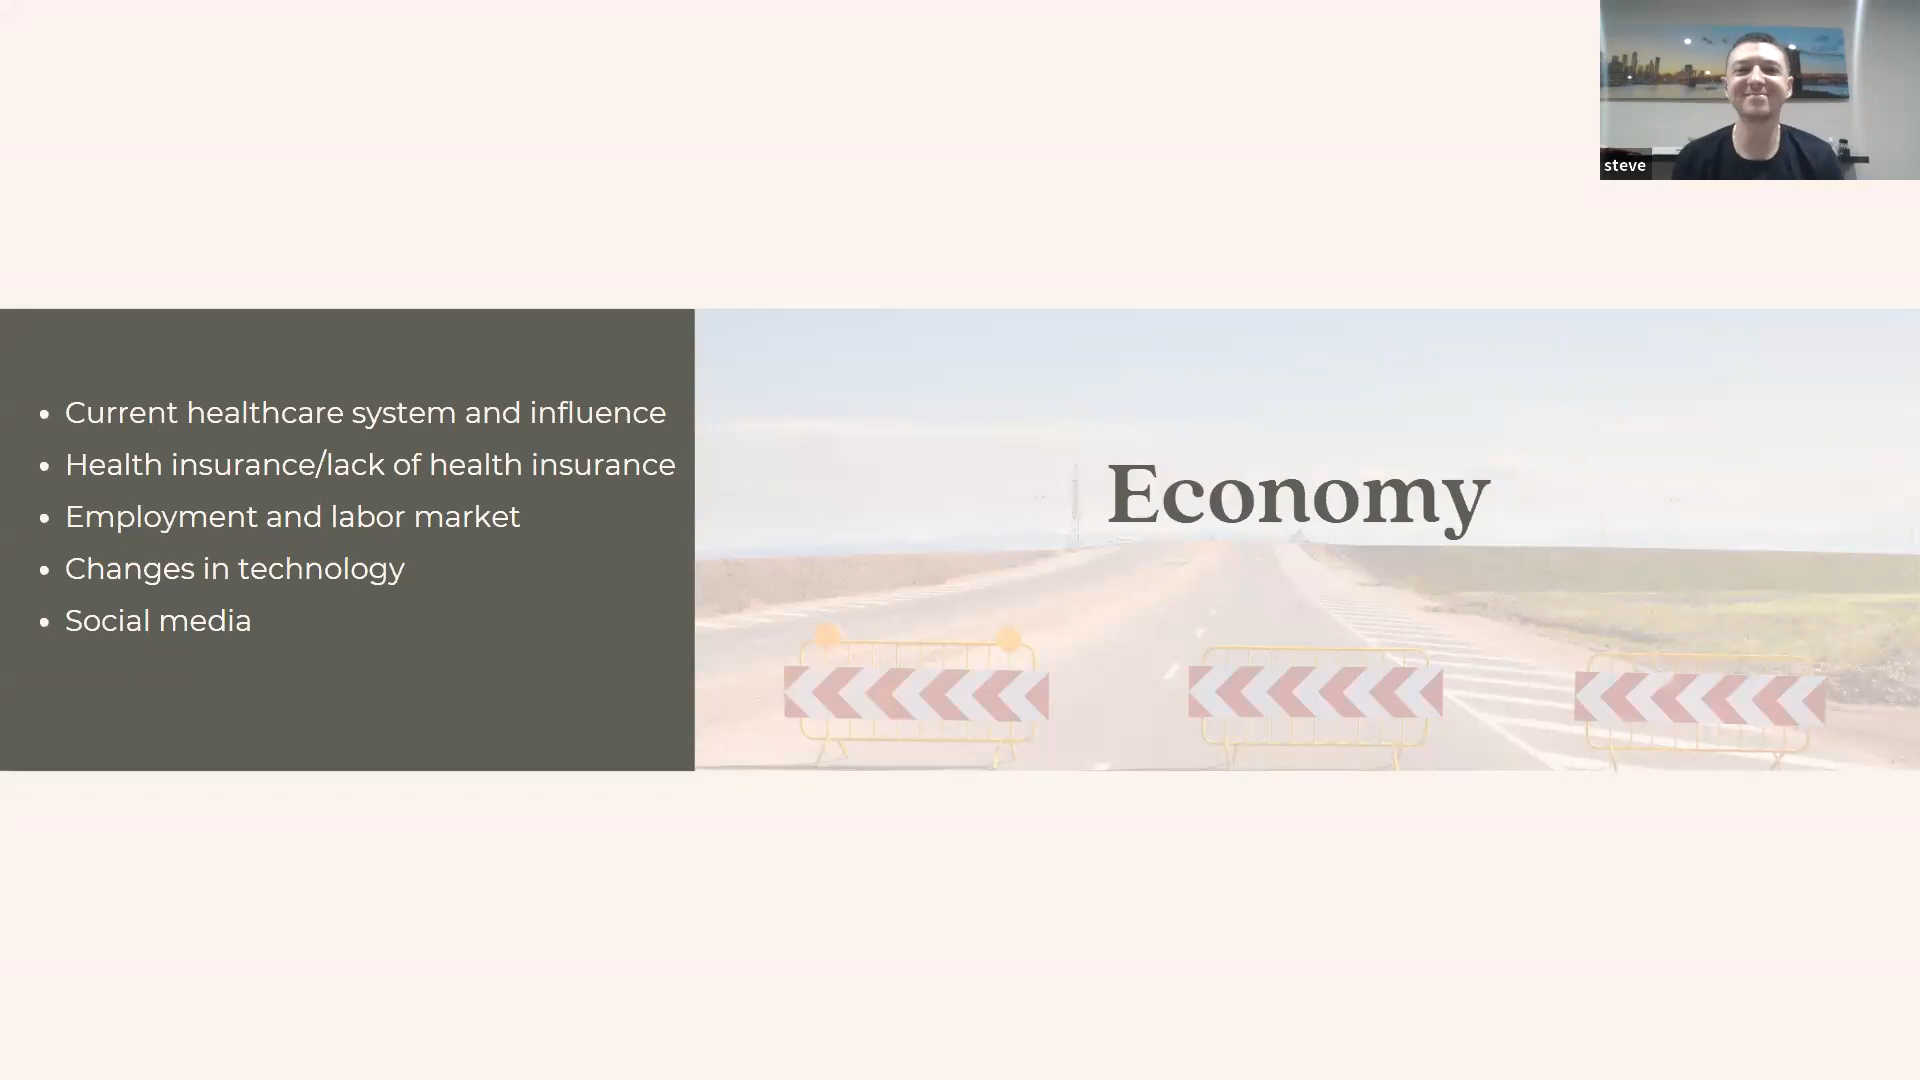 steve
Current healthcare system and influence
Health insurance/lack of health insurance
Employment and labor market
Changes in technology
Social media
Economy